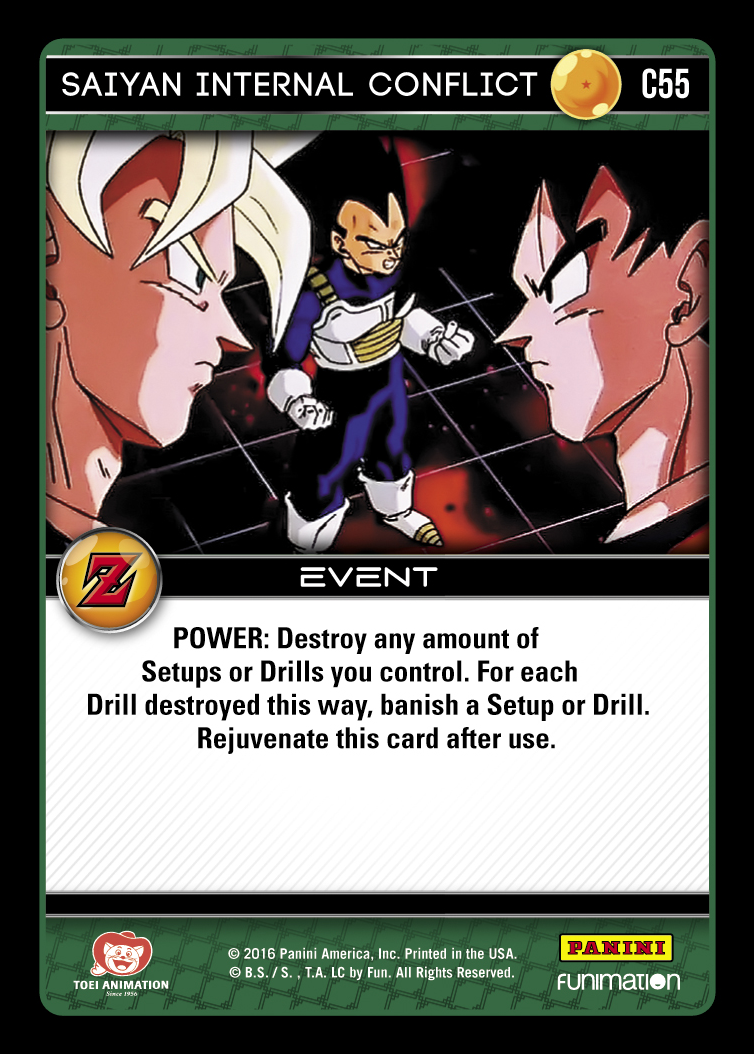 SAIYAN INTERNAL CONFLICT C55
Z
EVENT
POWER: Destroy any amount of
Setups or Drills you control. For each
Drill destroyed this way, banish a Setup or Drill.
Rejuvenate this card after use.
TOEI ANIMATION
Since 1956
© 2016 Panini America, Inc. Printed in the USA.
© B.S. / S. , T.A. LC by Fun. All Rights Reserved.
PANINI
FUNIMATION